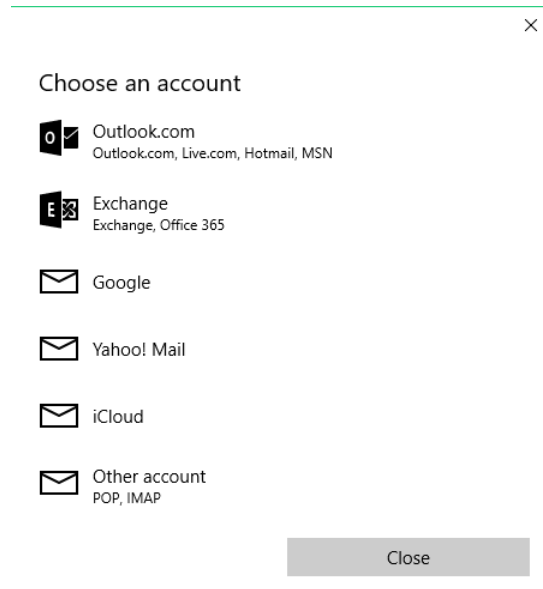 Choose an account
O
Outlook.com
Outlook.com, Live.com, Hotmail, MSN
E
Exchange
Exchange, Office 365
Google
Yahoo! Mail
iCloud
Other account
POP, IMAP
Close